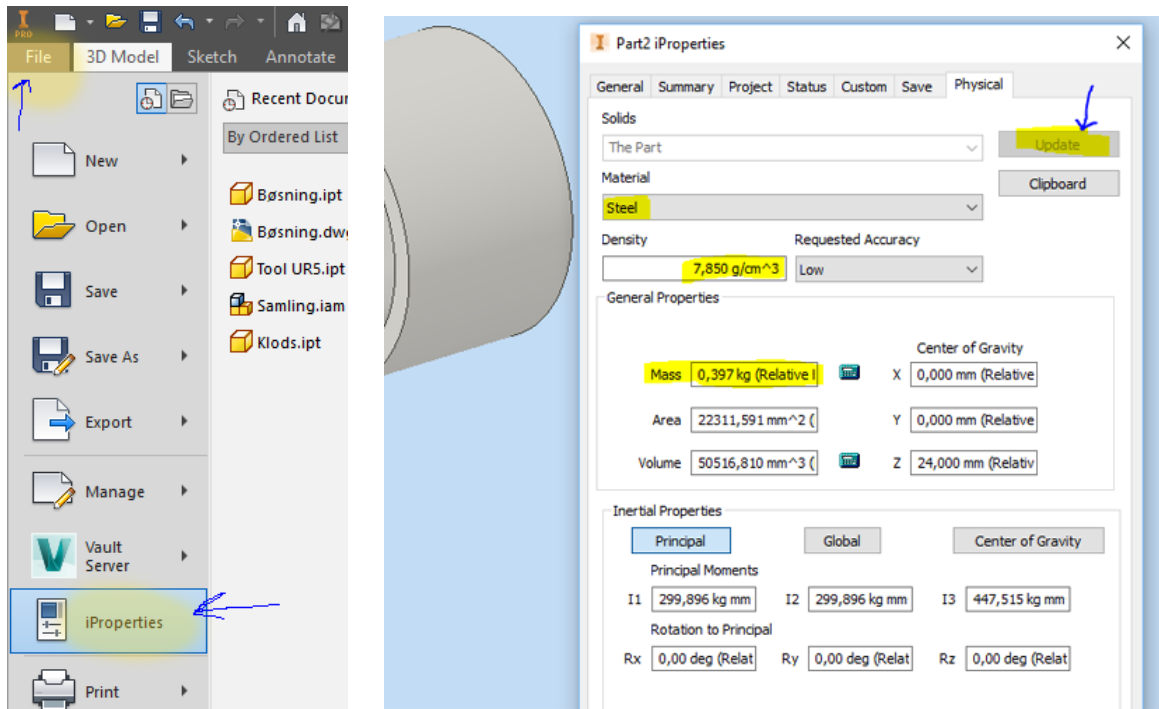 PRO
File 3D Model Sketch Annotate
Recent Docur
By Ordered List
New
Open
Save
Save As
Export
Manage
Vault
Server
iProperties
Print
Bøsning.ipt
Bøsning.dwg
Tool UR5.ipt
Samling.iam
Klods.ipt
Part2 iProperties
General Summary Project Status Custom Save Physical
Solids
The Part
Update
Material
Clipboard
Steel
Density Requested Accuracy
7,850 g/cm^3 Low
General Properties
Center of Gravity
Mass 0,397 kg (Relative I X 0,000 mm (Relative
Area 22311,591 mm^2 ( Y 0,000 mm (Relative
Volume 50516,810 mm^3 ( Z 24,000 mm (Relativ
Inertial Properties
Principal Global Center of Gravity
Principal Moments
I1 299,896 kg mm I2 299,896 kg mm I3 447,515 kg mm
Rotation to Principal
Rx 0,00 deg (Relat Ry 0,00 deg (Relat Rz 0,00 deg (Relat